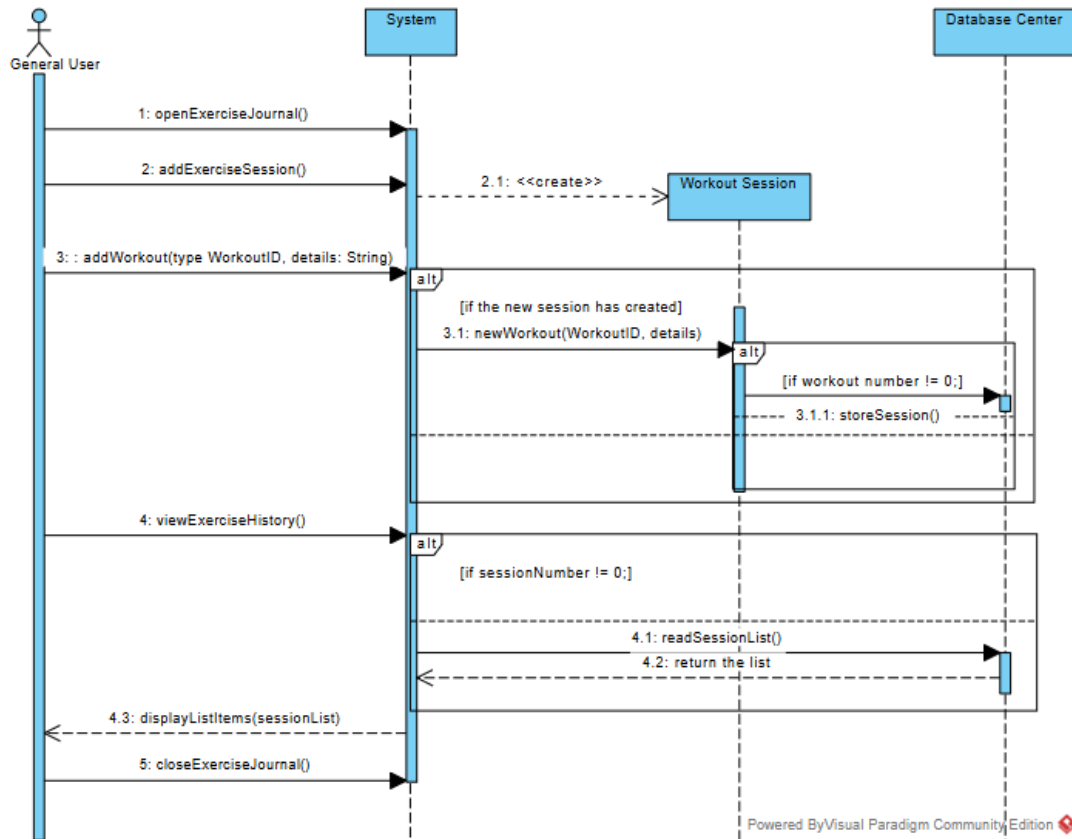 System
Database Center
General User
1: openExerciseJournal()
2: addExerciseSession()
2.1: <<create>>
Workout Session
3: : addWorkout(type WorkoutID, details: String)
alt
[if the new session has created]
3.1: newWorkout(WorkoutID, details)
alt
[if workout number != 0;]
3.1.1: storeSession()
4: viewExerciseHistory()
alt
[if sessionNumber != 0;]
4.1: readSessionList()
4.2: return the list
4.3: displayListItems(sessionList)
5: closeExerciseJournal()
Powered ByVisual Paradigm Community Edition